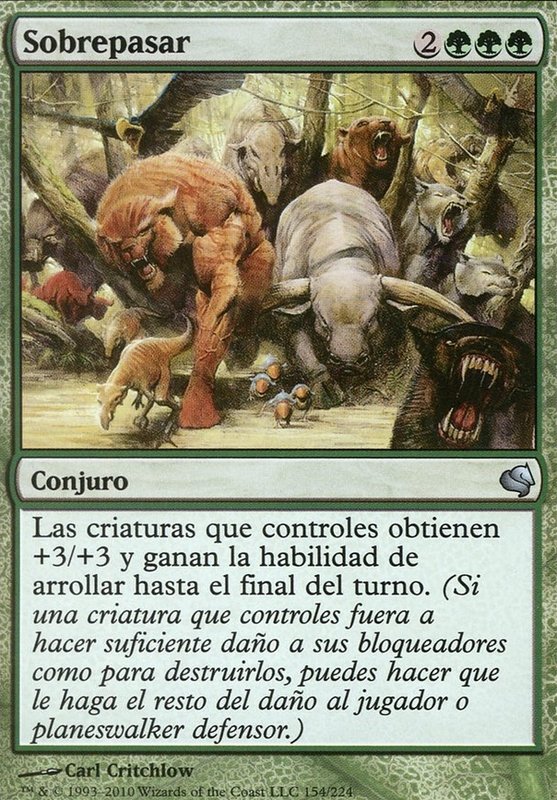 Sobrepasar 2
Conjuro
Las criaturas que controles obtienen
+3/+3 y ganan la habilidad de
arrollar hasta el final del turno. (Si
una criatura que controles fuera a
hacer suficiente daño a sus bloqueadores
como para destruirlos, puedes hacer que
le haga el resto del daño al jugador o
planeswalker defensor.)
Carl Critchlow
™ & © 1993-2010 Wizards of the Coast LLC 154/224